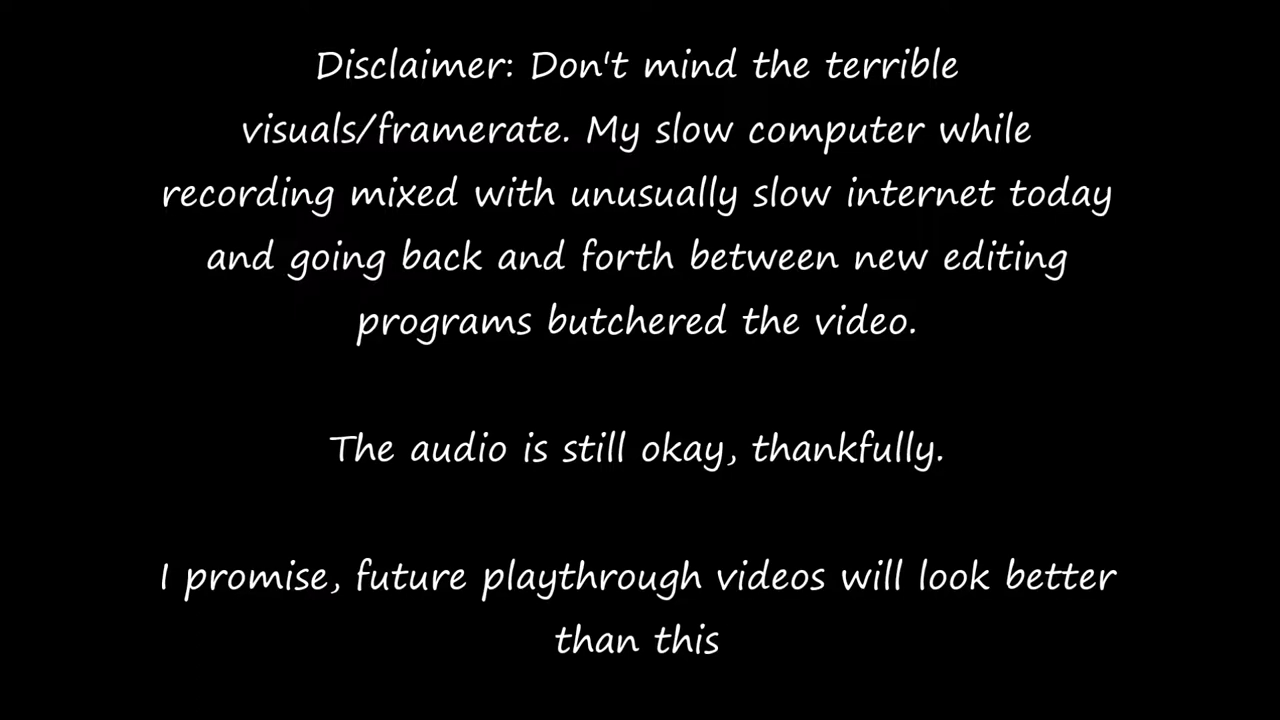 Disclaimer: Don't mind the terrible
visuals/framerate. My slow computer while
recording mixed with unusually slow internet today
and going back and forth between new editing
programs butchered the video.
The audio is still okay, thankfully.
I promise, future playthrough videos will look better
than this